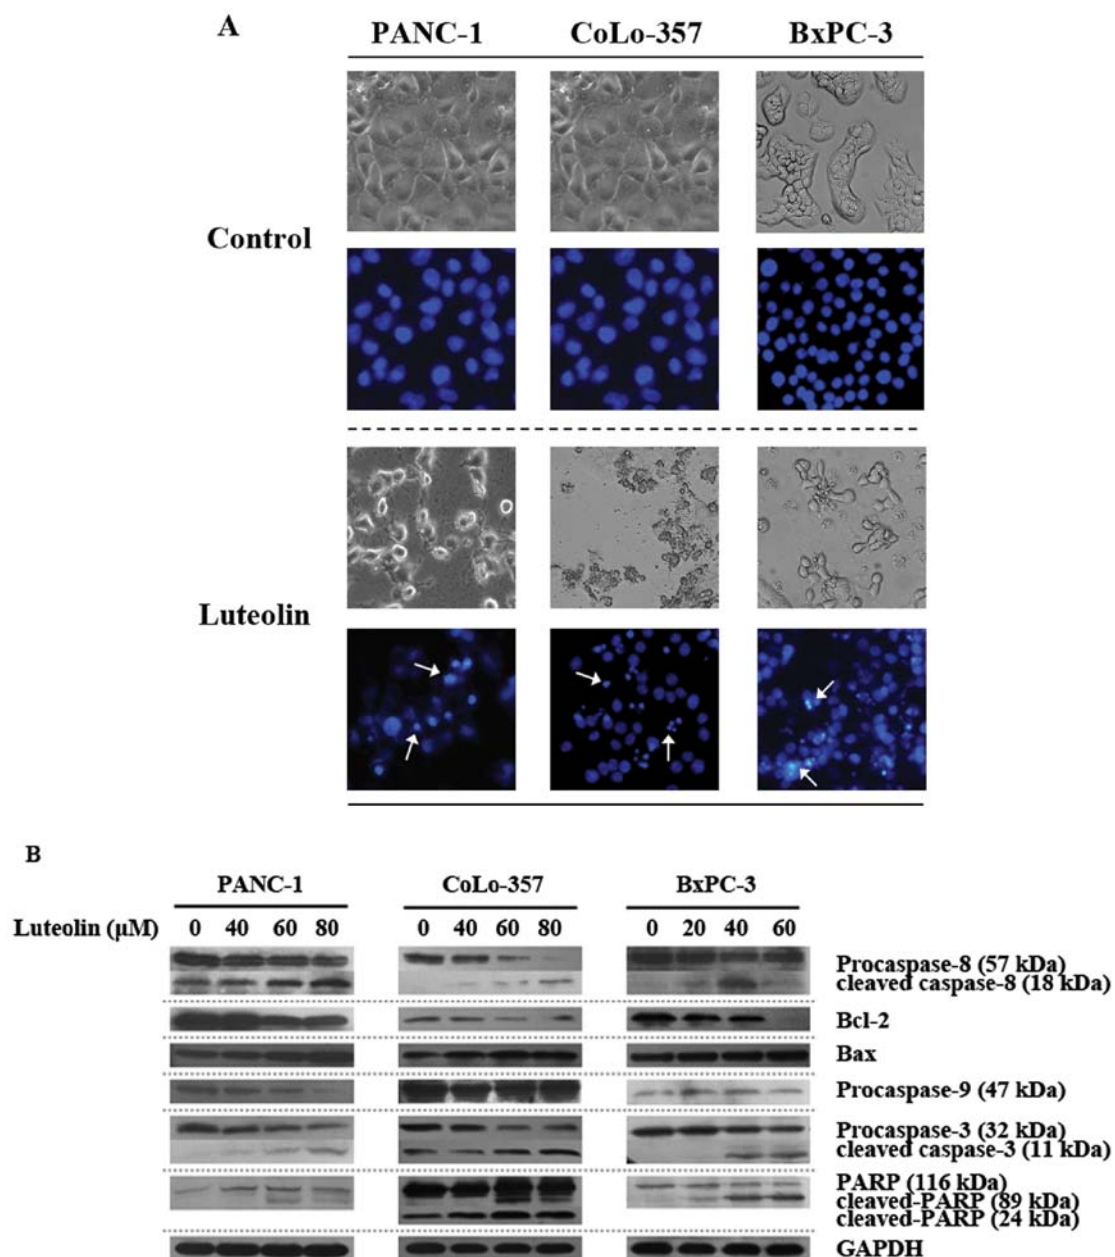 A
PANC-1 CoLo-357 BxPC-3
Control
Luteolin
B
PANC-1 CoLo-357 BxPC-3
Luteolin (μM) 0 40 60 80 0 40 60 80 0 20 40 60
Procaspase-8 (57 kDa)
cleaved caspase-8 (18 kDa)
Bcl-2
Bax
Procaspase-9 (47 kDa)
Procaspase-3 (32 kDa)
cleaved caspase-3 (11 kDa)
PARP (116 kDa)
cleaved-PARP (89 kDa)
cleaved-PARP (24 kDa)
GAPDH